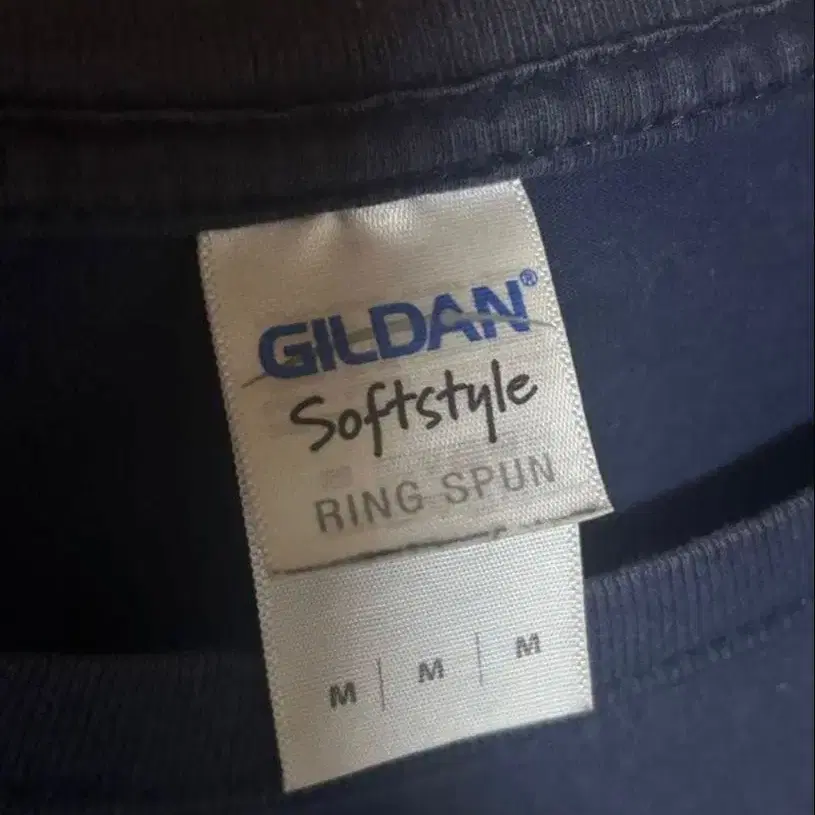 GILDAN®
Softstyle
RING SPUN
M | M | M